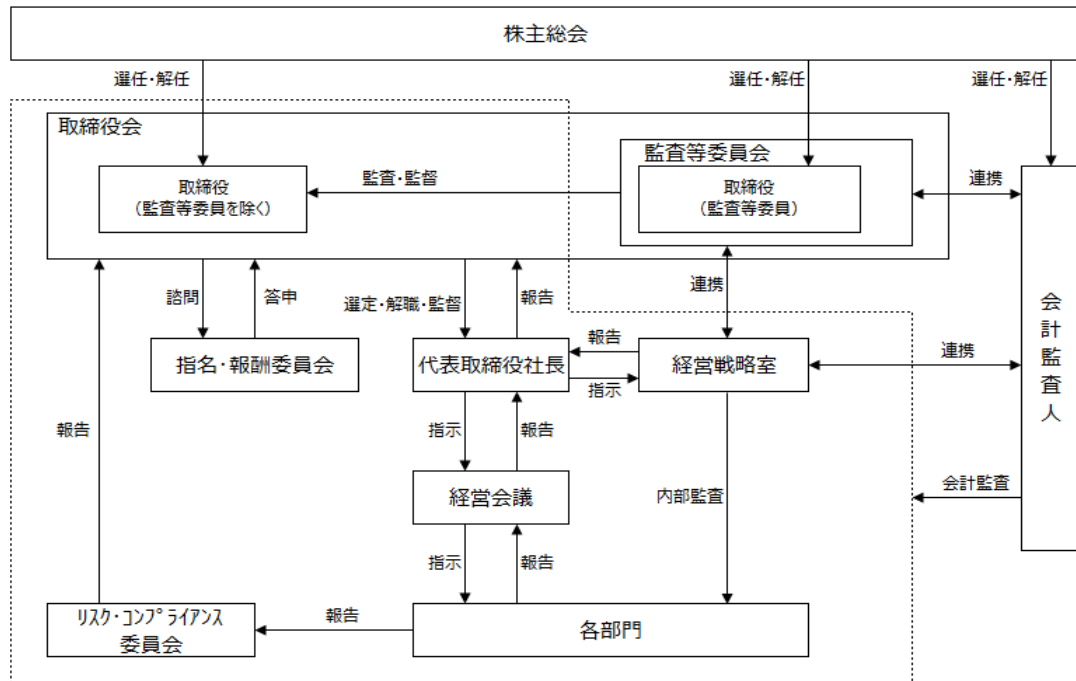 株主総会
選任・解任
選任・解任
選任・解任
取締役会
監査等委員会
取締役
（監査等委員を除く）
監査・監督
取締役
（監査等委員）
連携
諮問
答申
選定・解職・監督
報告
連携
指名・報酬委員会
代表取締役社長
報告
指示
経営戦略室
連携
会計監査人
報告
指示
報告
経営会議
内部監査
会計監査
指示
報告
リスク・コンプライアンス
委員会
報告
各部門